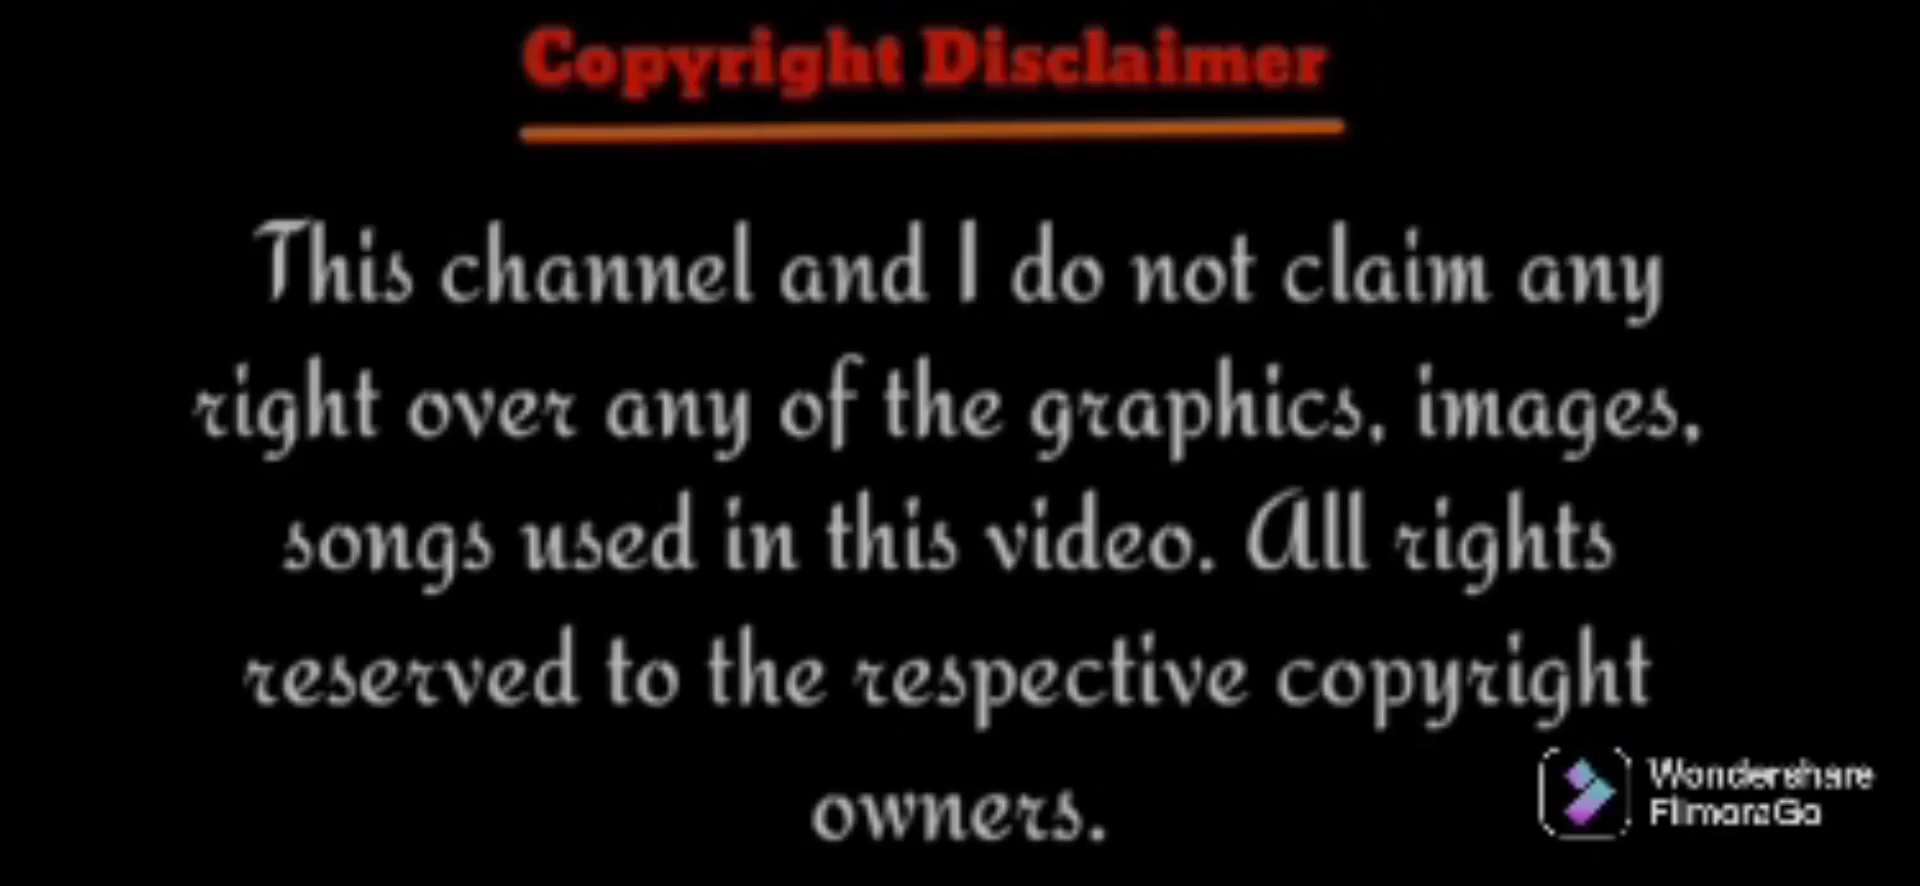 Copyright Disclaimer
This channel and I do not claim any
right over any of the graphics, images,
songs used in this video. All rights
reserved to the respective copyright
owners.
Wondershare
FilmoraGo